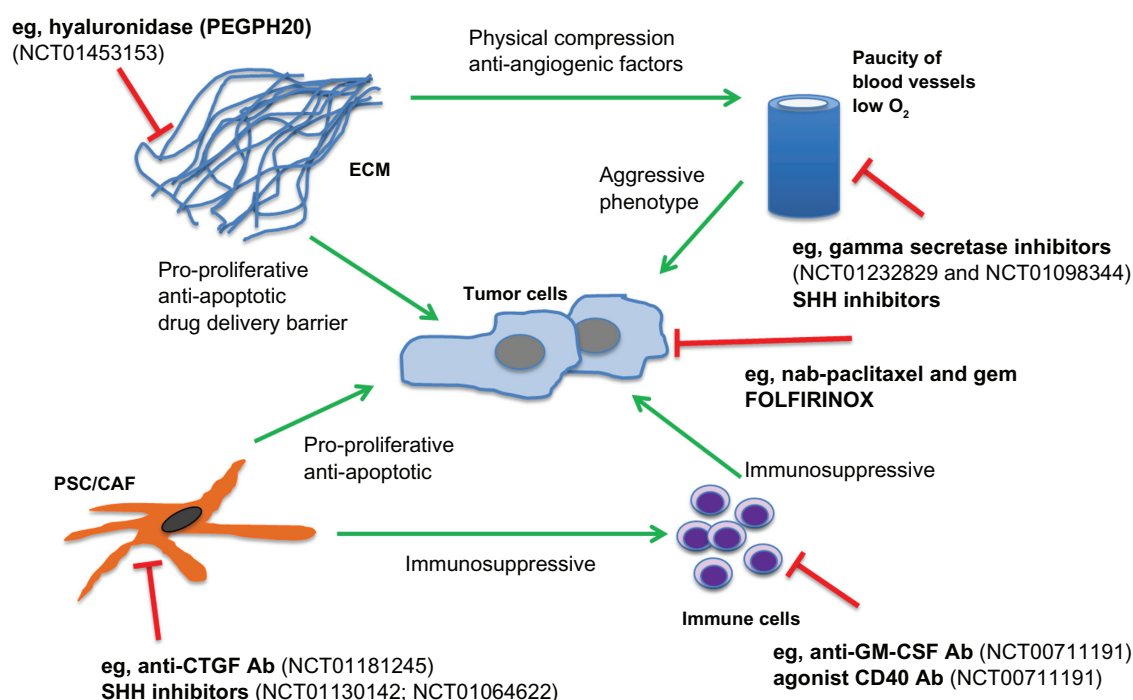 eg, hyaluronidase (PEGPH20)
(NCT01453153)
Physical compression
anti-angiogenic factors
Paucity of
blood vessels
low O₂
ECM
Aggressive
phenotype
eg, gamma secretase inhibitors
(NCT01232829 and NCT01098344)
SHH inhibitors
Pro-proliferative
anti-apoptotic
drug delivery barrier
Tumor cells
eg, nab-paclitaxel and gem
FOLFIRINOX
Pro-proliferative
anti-apoptotic
PSC/CAF
Immunosuppressive
Immunosuppressive
Immune cells
eg, anti-CTGF Ab (NCT01181245)
SHH inhibitors (NCT01130142; NCT01064622)
eg, anti-GM-CSF Ab (NCT00711191)
agonist CD40 Ab (NCT00711191)